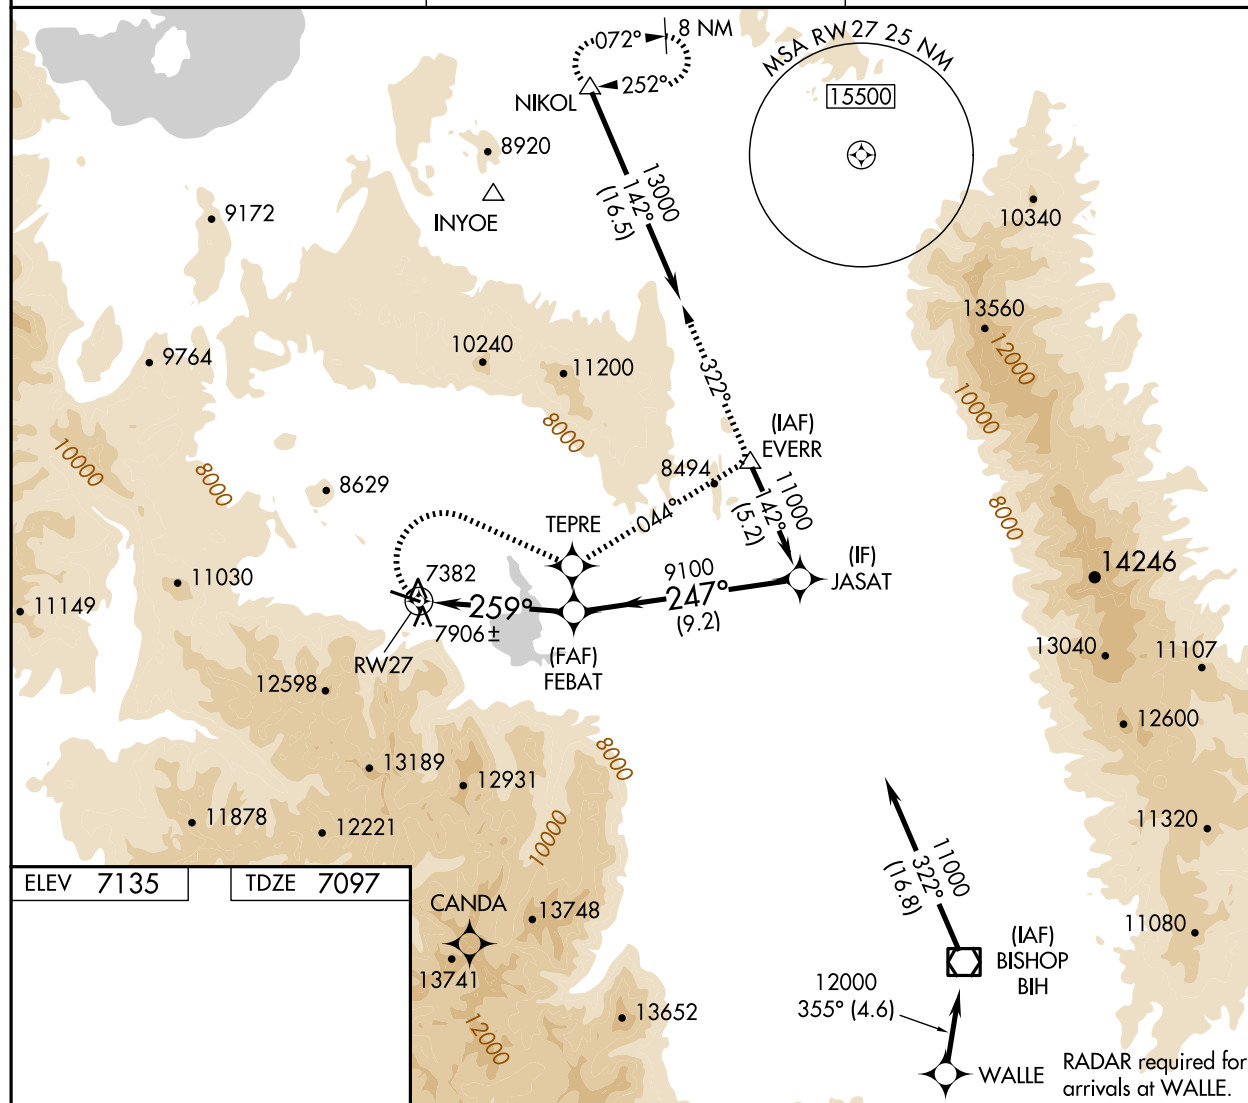 072°
8 NM
252°
NIKOL
MSA RW27 25 NM
15500
8920
INYOE
9172
13000
142°
(16.5)
10340
13560
12000
10000
9764
10240
11200
322°
8000
(IAF)
EVERR
10000
8000
8629
8494
11000
142°
(5.2)
8000
044°
TEPRE
(IF)
JASAT
14246
11030
11149
7382
259°
7906±
9100
247°
(9.2)
RW27
(FAF)
FEBAT
13040
11107
12598
12600
13189
12931
8000
11878
12221
10000
11320
11000
322°
(16.8)
ELEV 7135
TDZE 7097
CANDA
13748
13741
(IAF)
BISHOP
BIH
11080
12000
355° (4.6)
13652
12000
WALLE
RADAR required for
arrivals at WALLE.